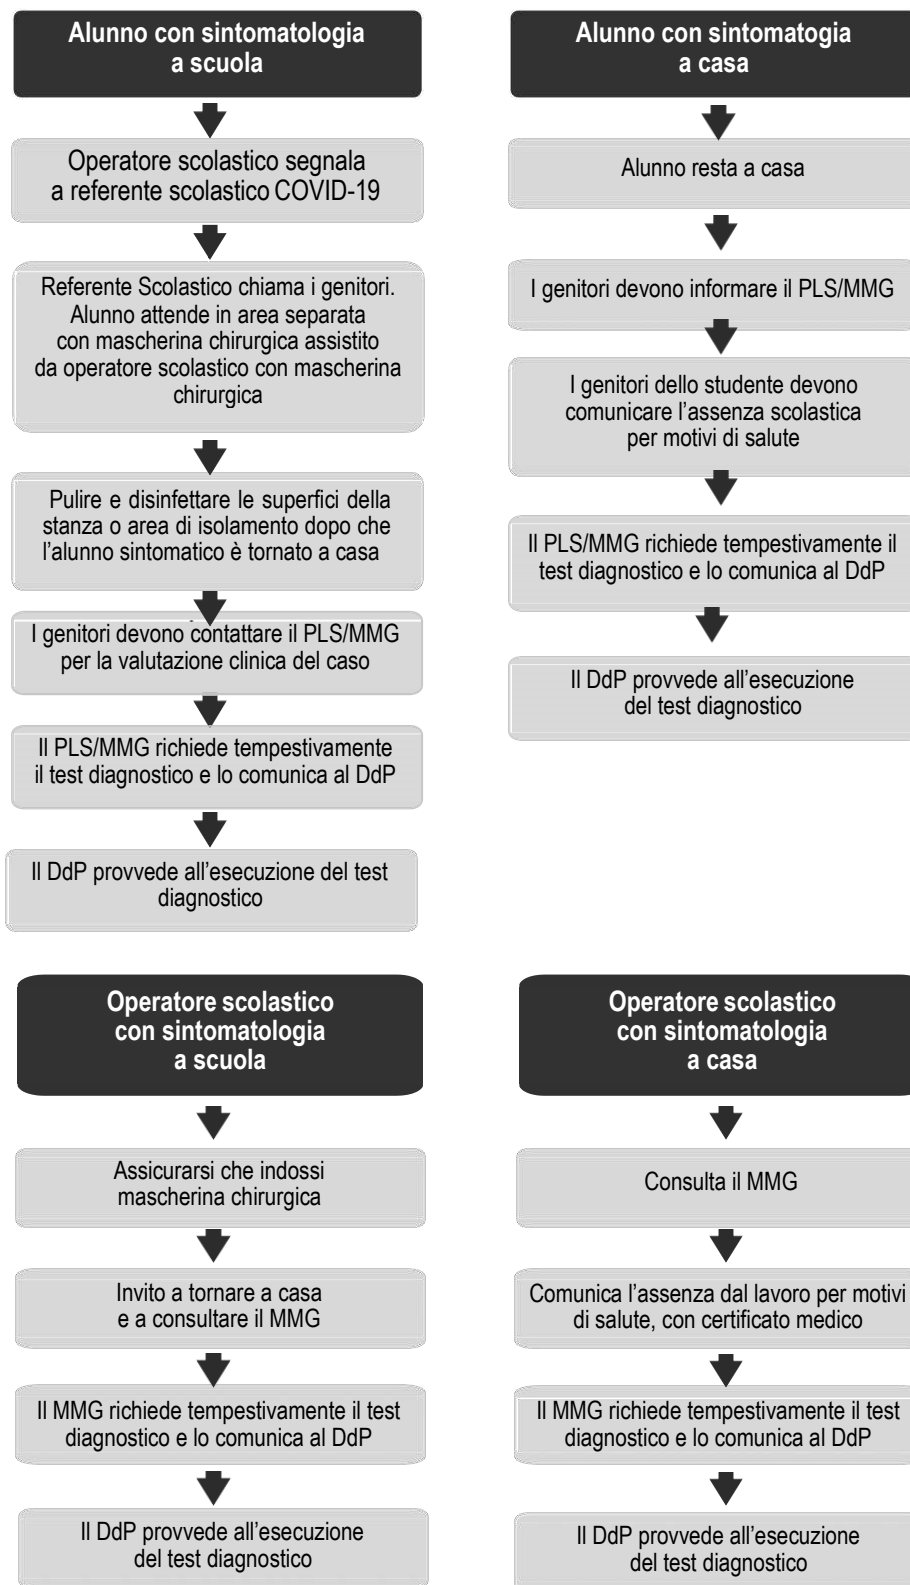 Alunno con sintomatologia
a scuola
Operatore scolastico segnala
a referente scolastico COVID-19
Referente Scolastico chiama i genitori.
Alunno attende in area separata
con mascherina chirurgica assistito
da operatore scolastico con mascherina
chirurgica
Pulire e disinfettare le superfici della
stanza o area di isolamento dopo che
l’alunno sintomatico è tornato a casa
I genitori devono contattare il PLS/MMG
per la valutazione clinica del caso
Il PLS/MMG richiede tempestivamente
il test diagnostico e lo comunica al DdP
Il DdP provvede all’esecuzione del test
diagnostico
Alunno con sintomatogia
a casa
Alunno resta a casa
I genitori devono informare il PLS/MMG
I genitori dello studente devono
comunicare l’assenza scolastica
per motivi di salute
Il PLS/MMG richiede tempestivamente il
test diagnostico e lo comunica al DdP
Il DdP provvede all’esecuzione
del test diagnostico
Operatore scolastico
con sintomatologia
a scuola
Assicurarsi che indossi
mascherina chirurgica
Invito a tornare a casa
e a consultare il MMG
Il MMG richiede tempestivamente il test
diagnostico e lo comunica al DdP
Il DdP provvede all’esecuzione
del test diagnostico
Operatore scolastico
con sintomatologia
a casa
Consulta il MMG
Comunica l’assenza dal lavoro per motivi
di salute, con certificato medico
Il MMG richiede tempestivamente il test
diagnostico e lo comunica al DdP
Il DdP provvede all’esecuzione
del test diagnostico